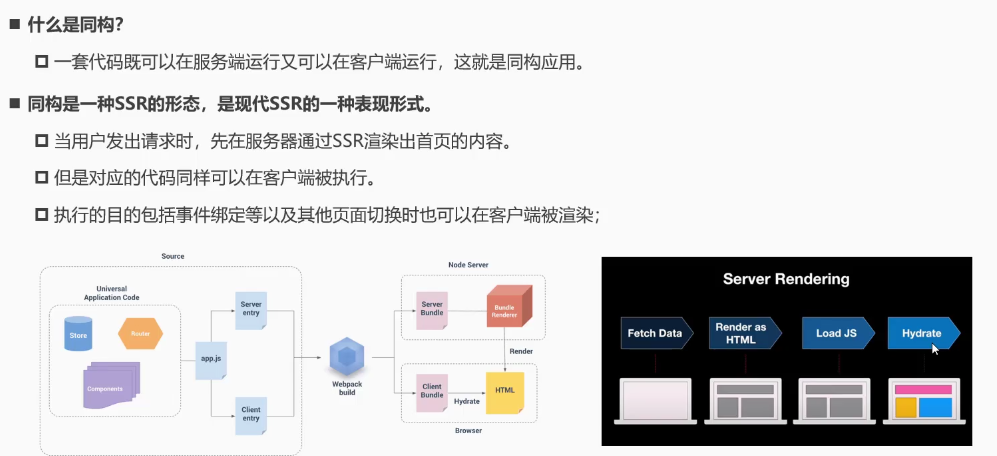 什么是同构？
一套代码既可以在服务端运行又可以在客户端运行，这就是同构应用。
同构是一种SSR的形态，是现代SSR的一种表现形式。
当用户发出请求时，先在服务器通过SSR渲染出首页的内容。
但是对应的代码同样可以在客户端被执行。
执行的目的包括事件绑定等以及其他页面切换时也可以在客户端被渲染；
Source
Universal
Application Code
Store
Router
Components
app.js
Server
entry
Client
entry
Webpack
build
Node Server
Server
Bundle
Bundle
Renderer
Render
Client
Bundle
Hydrate
HTML
Browser
Server Rendering
Fetch Data
Render as
HTML
Load JS
Hydrate